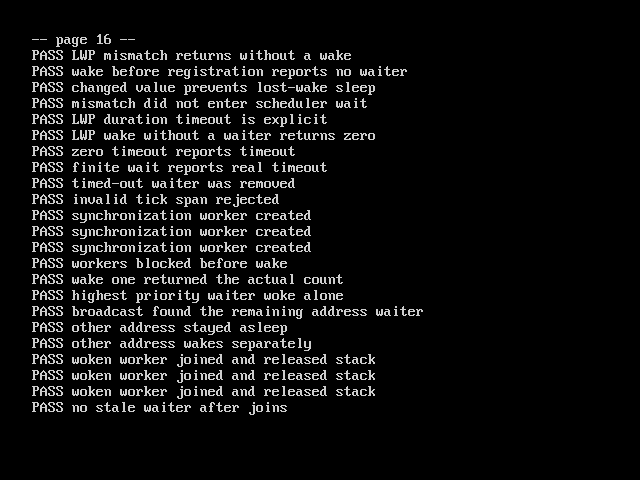 -- page 16 --
PASS LWP mismatch returns without a wake
PASS wake before registration reports no waiter
PASS changed value prevents lost-wake sleep
PASS mismatch did not enter scheduler wait
PASS LWP duration timeout is explicit
PASS LWP wake without a waiter returns zero
PASS zero timeout reports timeout
PASS finite wait reports real timeout
PASS timed-out waiter was removed
PASS invalid tick span rejected
PASS synchronization worker created
PASS synchronization worker created
PASS synchronization worker created
PASS workers blocked before wake
PASS wake one returned the actual count
PASS highest priority waiter woke alone
PASS broadcast found the remaining address waiter
PASS other address stayed asleep
PASS other address wakes separately
PASS woken worker joined and released stack
PASS woken worker joined and released stack
PASS woken worker joined and released stack
PASS no stale waiter after joins